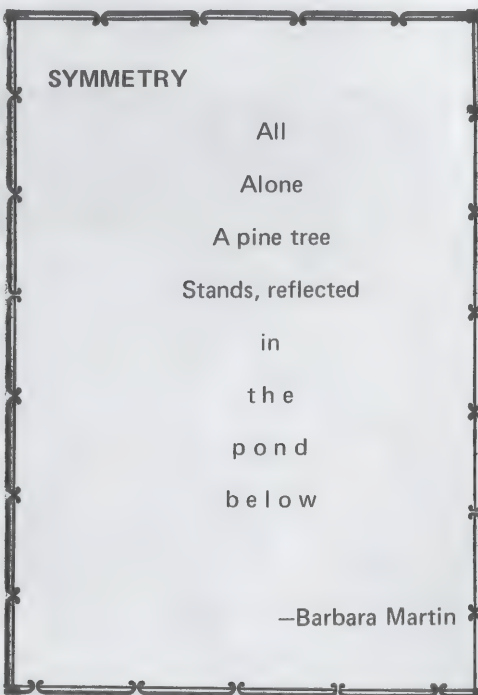 SYMMETRY
All
Alone
A pine tree
Stands, reflected
in
t h e
p o n d
b e l o w
—Barbara Martin